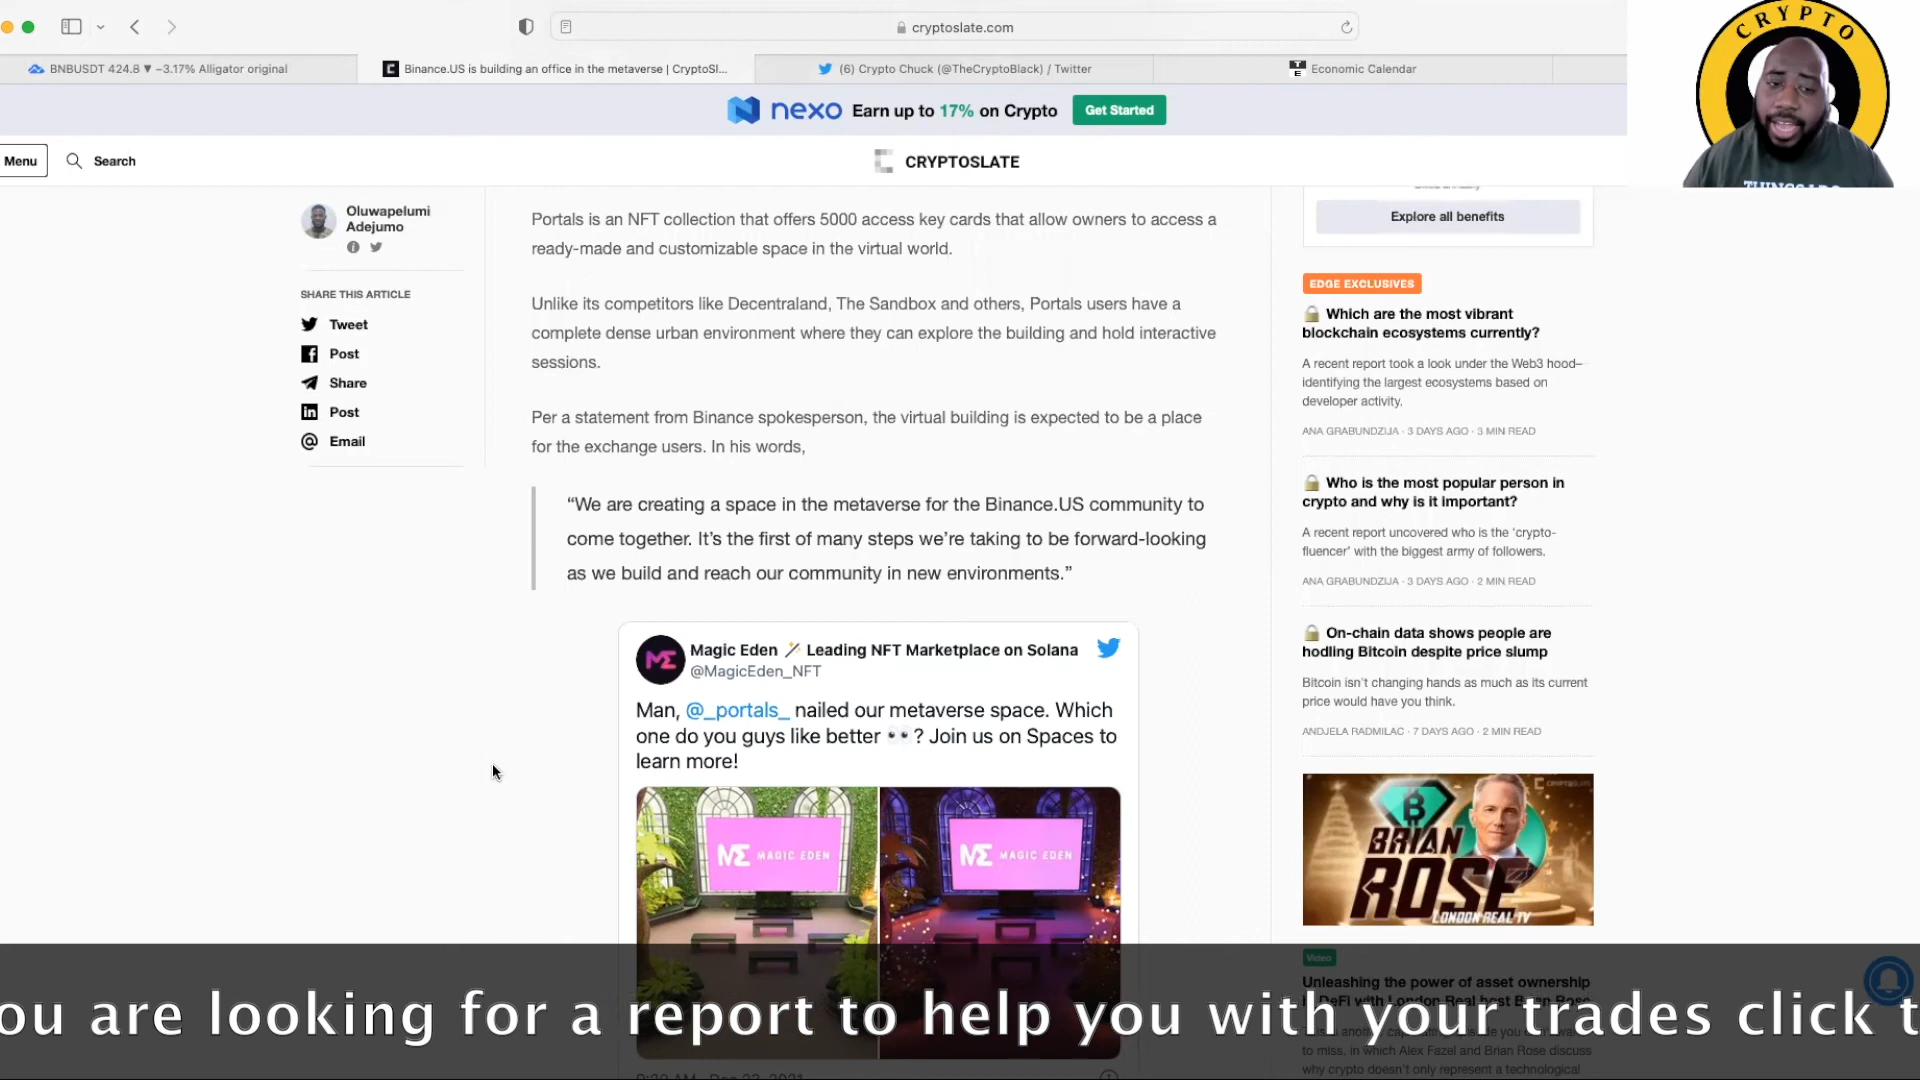 cryptoslate.com
BNBUSDT 424.8 ▼ −3.17% Alligator original
Binance.US is building an office in the metaverse | CryptoSl...
(6) Crypto Chuck (@TheCryptoBlack) / Twitter
Economic Calendar
CRYPTO
nexo Earn up to 17% on Crypto Get Started
Menu Search
CRYPTOSLATE
Oluwapelumi
Adejumo
SHARE THIS ARTICLE
Tweet
Post
Share
Post
Email
Portals is an NFT collection that offers 5000 access key cards that allow owners to access a
ready-made and customizable space in the virtual world.
Unlike its competitors like Decentraland, The Sandbox and others, Portals users have a
complete dense urban environment where they can explore the building and hold interactive
sessions.
Per a statement from Binance spokesperson, the virtual building is expected to be a place
for the exchange users. In his words,
“We are creating a space in the metaverse for the Binance.US community to
come together. It’s the first of many steps we’re taking to be forward-looking
as we build and reach our community in new environments.”
Magic Eden 🪄 Leading NFT Marketplace on Solana
@MagicEden_NFT
Man, @_portals_ nailed our metaverse space. Which
one do you guys like better 👀? Join us on Spaces to
learn more!
ME MAGIC EDEN
ME MAGIC EDEN
Explore all benefits
EDGE EXCLUSIVES
🔒 Which are the most vibrant
blockchain ecosystems currently?
A recent report took a look under the Web3 hood–
identifying the largest ecosystems based on
developer activity.
ANA GRABUNDZIJA · 3 DAYS AGO · 3 MIN READ
🔒 Who is the most popular person in
crypto and why is it important?
A recent report uncovered who is the ‘crypto-
fluencer’ with the biggest army of followers.
ANA GRABUNDZIJA · 3 DAYS AGO · 2 MIN READ
🔒 On-chain data shows people are
hodling Bitcoin despite price slump
Bitcoin isn’t changing hands as much as its current
price would have you think.
ANDJELA RADMILAC · 7 DAYS AGO · 2 MIN READ
CRYPTOSLATE
BRIAN
ROSE
LONDON REAL TV
Video
Unleashing the power of asset ownership
in DeFi with London Real host Brian Rose
to miss, in which Alex Fazel and Brian Rose discuss
why crypto doesn’t only represent a technological
ou are looking for a report to help you with your trades click t